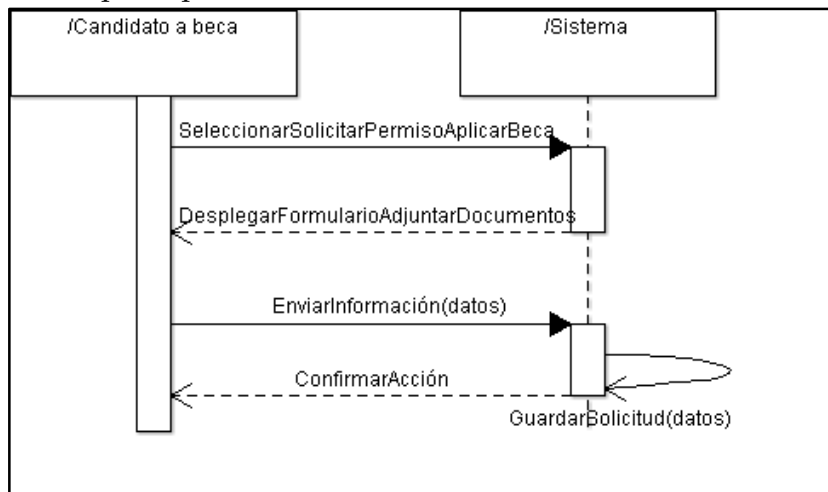 /Candidato a beca
/Sistema
SeleccionarSolicitarPermisoAplicarBeca
DesplegarFormularioAdjuntarDocumentos
EnviarInformación(datos)
ConfirmarAcción
GuardarSolicitud(datos)